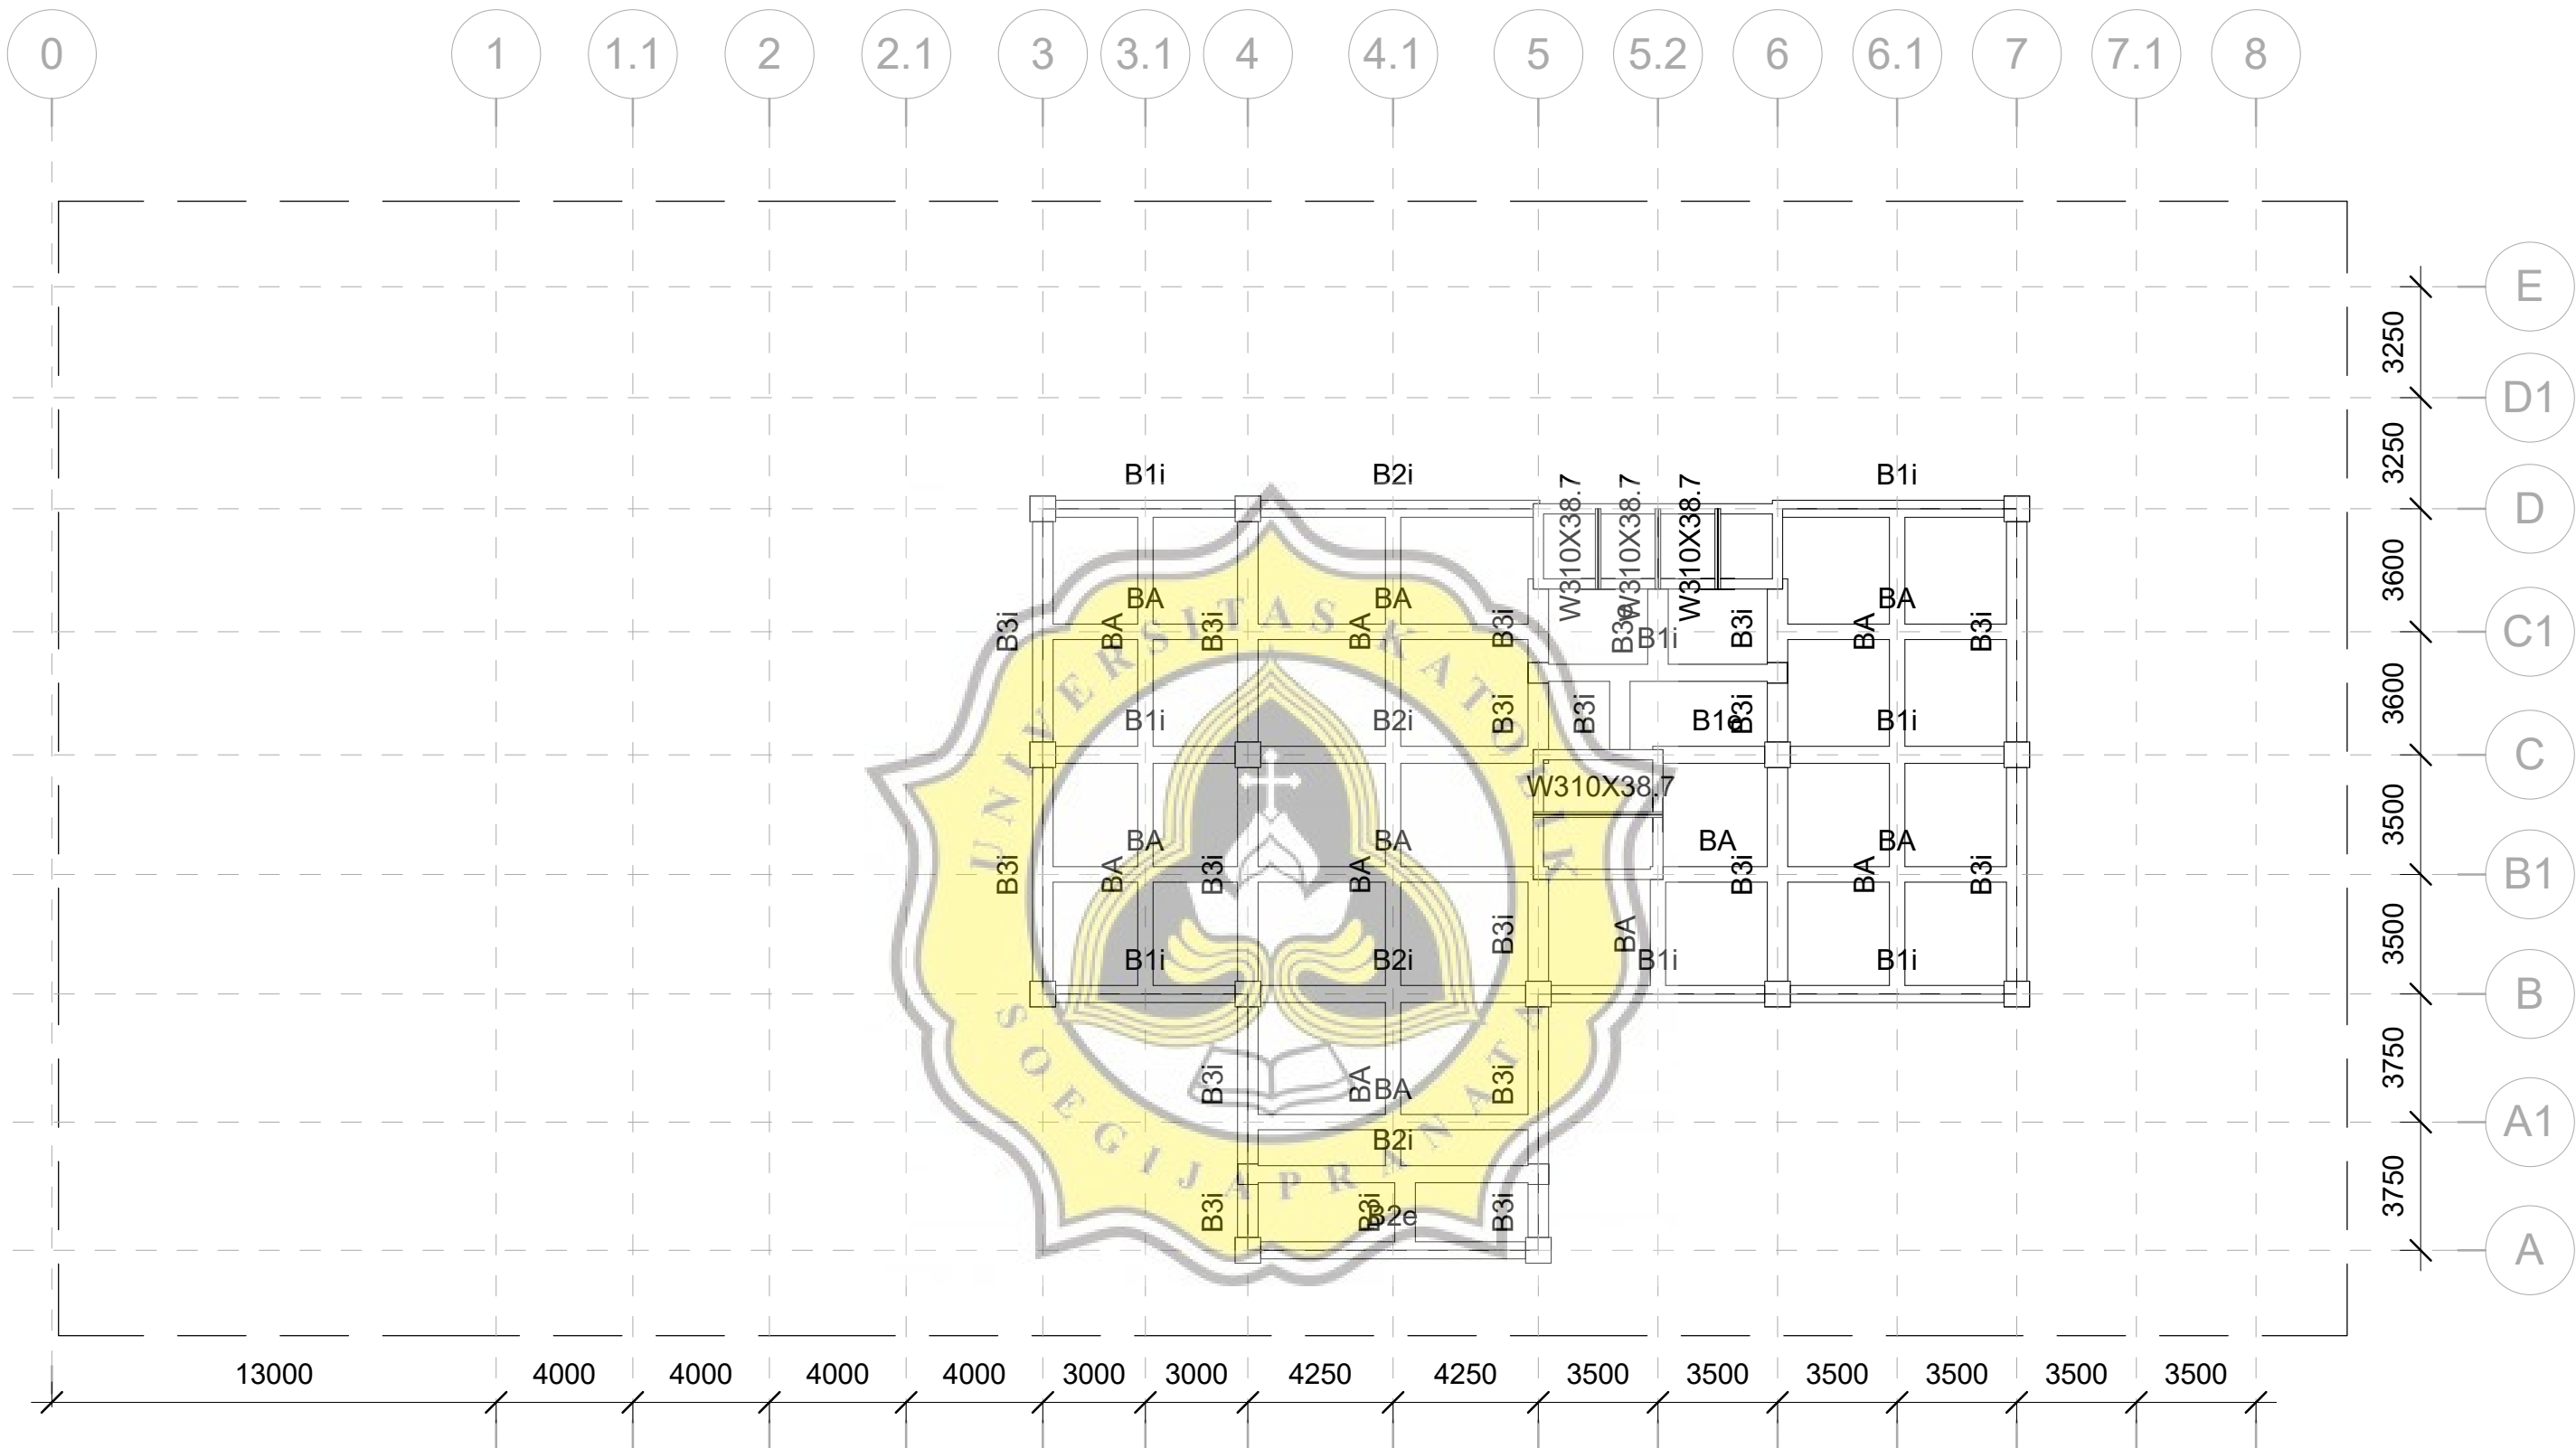 0 1 1.1 2 2.1 3 3.1 4 4.1 5 5.2 6 6.1 7 7.1 8
E
3250
D1
3250
B1i B2i B1i
W310X38.7 W310X38.7 W310X38.7
D
3600
BA BA BA
B3i BA B3i BA B3i B3e B1i B3i BA B3i
C1
3600
B1i B2i B3i B3i B1e B3i B1i
C
W310X38.7
3500
BA BA BA BA
B3i BA B3i BA B3i BA B3i
B1
3500
B3i BA
B1i B2i B1i B1i
B
3750
B3i BA BA B3i
A1
B2i
3750
B3i B3i B2e B3i
A
UNIVERSITAS KATOLIK
SOEGIJAPRANATA
13000 4000 4000 4000 4000 3000 3000 4250 4250 3500 3500 3500 3500 3500 3500